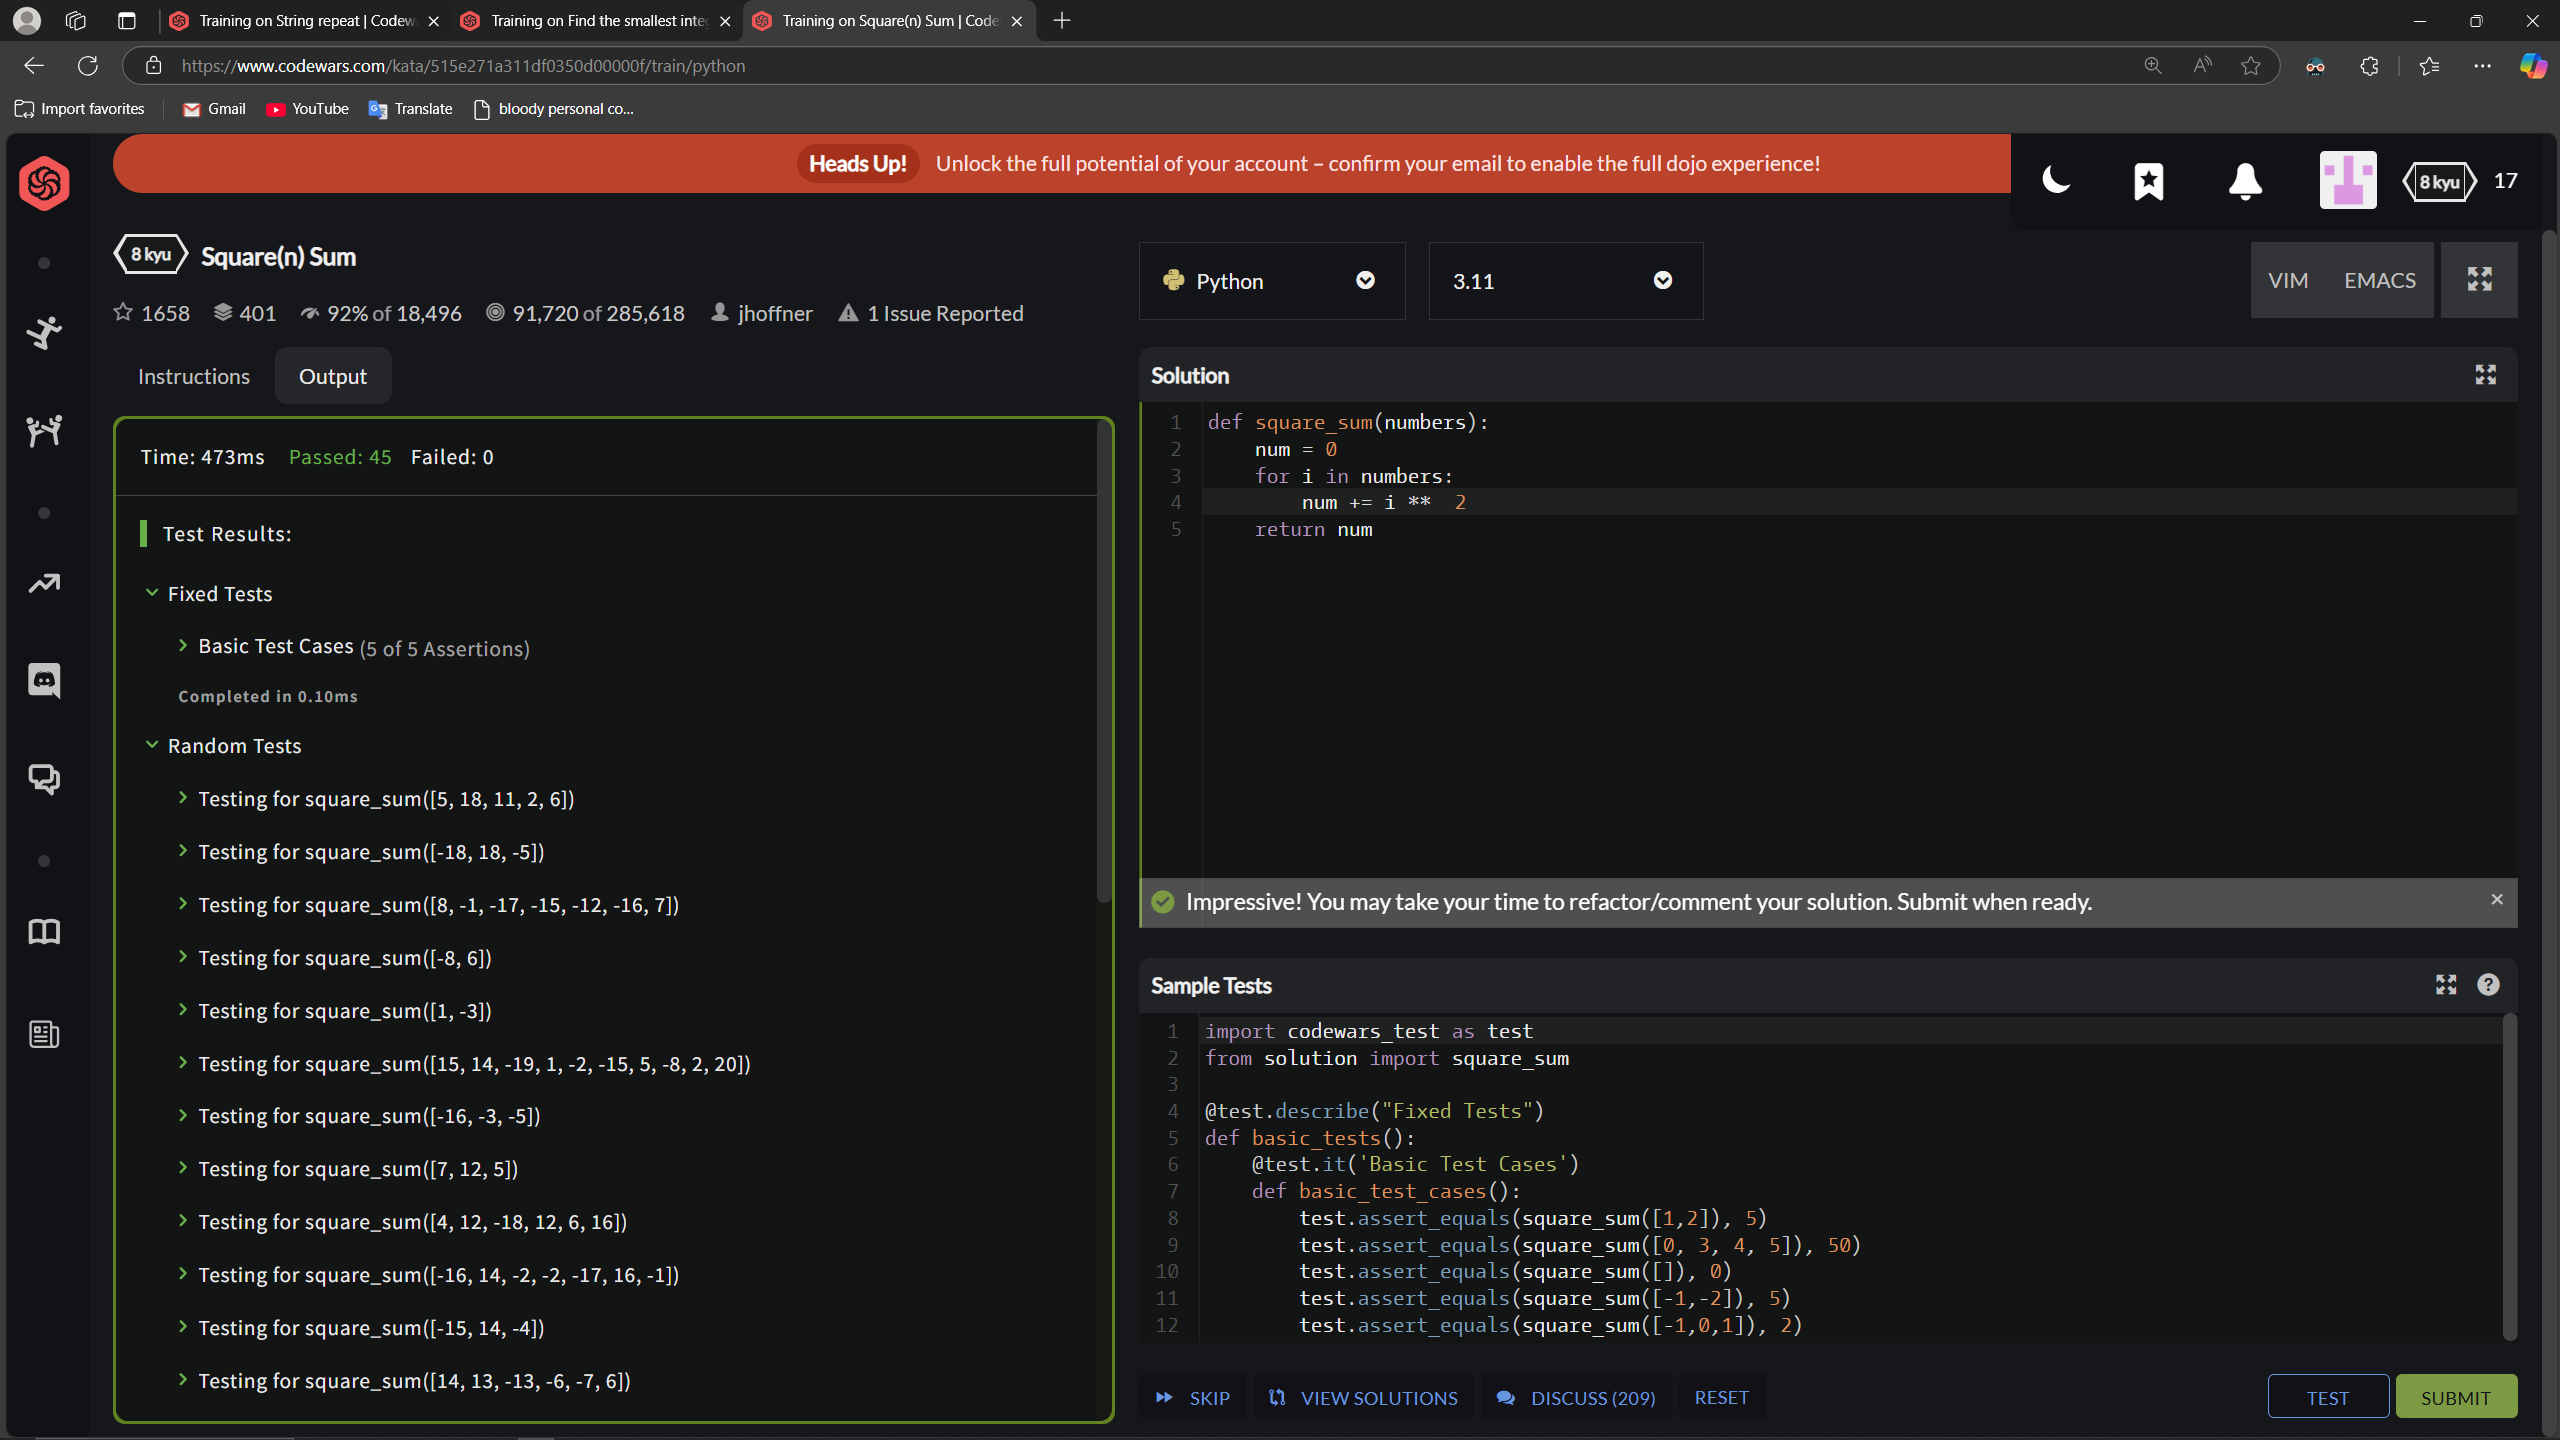 Training on String repeat | Codew
Training on Find the smallest inte
Training on Square(n) Sum | Code
https://www.codewars.com/kata/515e271a311df0350d00000f/train/python
Import favorites
Gmail
YouTube
Translate
bloody personal co...
Heads Up! Unlock the full potential of your account – confirm your email to enable the full dojo experience!
8 kyu 17
8 kyu Square(n) Sum
1658 401 92% of 18,496 91,720 of 285,618 jhoffner 1 Issue Reported
Python
3.11
VIM EMACS
Instructions
Output
Time: 473ms Passed: 45 Failed: 0
Test Results:
Fixed Tests
Basic Test Cases (5 of 5 Assertions)
Completed in 0.10ms
Random Tests
Testing for square_sum([5, 18, 11, 2, 6])
Testing for square_sum([-18, 18, -5])
Testing for square_sum([8, -1, -17, -15, -12, -16, 7])
Testing for square_sum([-8, 6])
Testing for square_sum([1, -3])
Testing for square_sum([15, 14, -19, 1, -2, -15, 5, -8, 2, 20])
Testing for square_sum([-16, -3, -5])
Testing for square_sum([7, 12, 5])
Testing for square_sum([4, 12, -18, 12, 6, 16])
Testing for square_sum([-16, 14, -2, -2, -17, 16, -1])
Testing for square_sum([-15, 14, -4])
Testing for square_sum([14, 13, -13, -6, -7, 6])
Solution
1 def square_sum(numbers):
2     num = 0
3     for i in numbers:
4         num += i **  2
5     return num
Impressive! You may take your time to refactor/comment your solution. Submit when ready.
Sample Tests
1 import codewars_test as test
2 from solution import square_sum
3
4 @test.describe("Fixed Tests")
5 def basic_tests():
6     @test.it('Basic Test Cases')
7     def basic_test_cases():
8         test.assert_equals(square_sum([1,2]), 5)
9         test.assert_equals(square_sum([0, 3, 4, 5]), 50)
10         test.assert_equals(square_sum([]), 0)
11         test.assert_equals(square_sum([-1,-2]), 5)
12         test.assert_equals(square_sum([-1,0,1]), 2)
SKIP
VIEW SOLUTIONS
DISCUSS (209)
RESET
TEST
SUBMIT